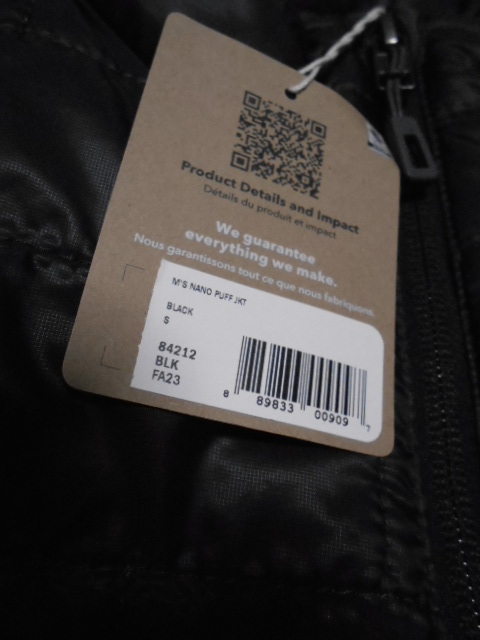 Product Details and Impact
Détails du produit et impact
We guarantee
everything we make.
Nous garantissons tout ce que nous fabriquons.
M'S NANO PUFF JKT
BLACK
S
84212
BLK
FA23
8 89833 00909 7